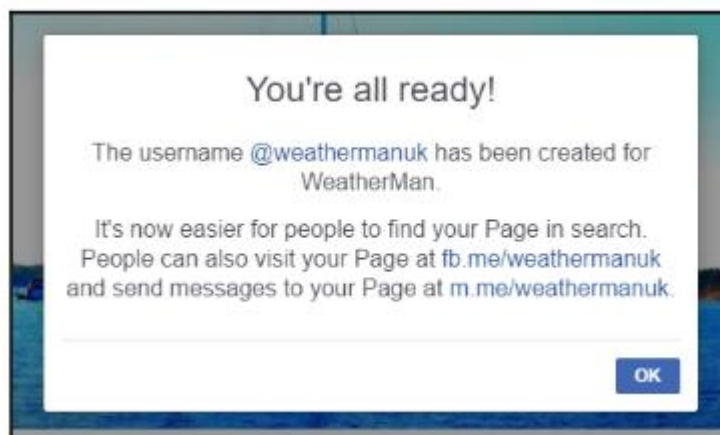 You're all ready!
The username @weathermanuk has been created for
WeatherMan.
It's now easier for people to find your Page in search.
People can also visit your Page at fb.me/weathermanuk
and send messages to your Page at m.me/weathermanuk.
OK